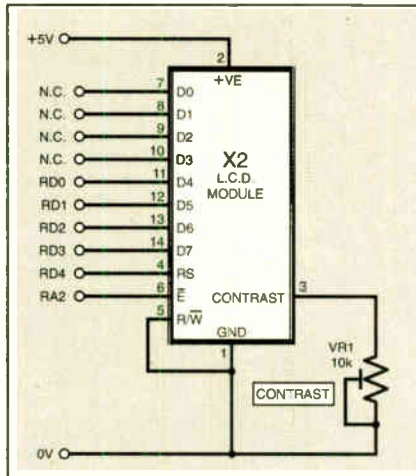 +5V
2
+VE
N.C. 7 D0
N.C. 8 D1
N.C. 9 D2
N.C. 10 D3
X2
L.C.D.
MODULE
RD0 11 D4
RD1 12 D5
RD2 13 D6
RD3 14 D7
RD4 4 RS
RA2 6 E̅
CONTRAST 3
5 R/W̅
GND
1
VR1
10k
CONTRAST
0V